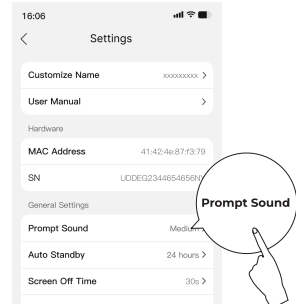 16:06
Settings
Customize Name xxxxxxxxx
User Manual
Hardware
MAC Address 41:42:4e:87:f3:79
SN UDDEG2344654656N
General Settings
Prompt Sound Medium
Prompt Sound
Auto Standby 24 hours
Screen Off Time 30s